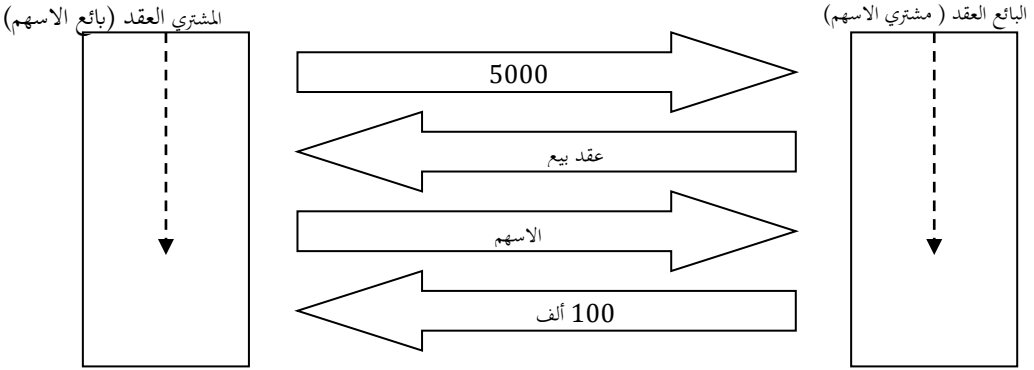 البائع العقد ( مشتري الاسهم)
المشتري العقد (بائع الاسهم)
5000
عقد بيع
الاسهم
100 ألف